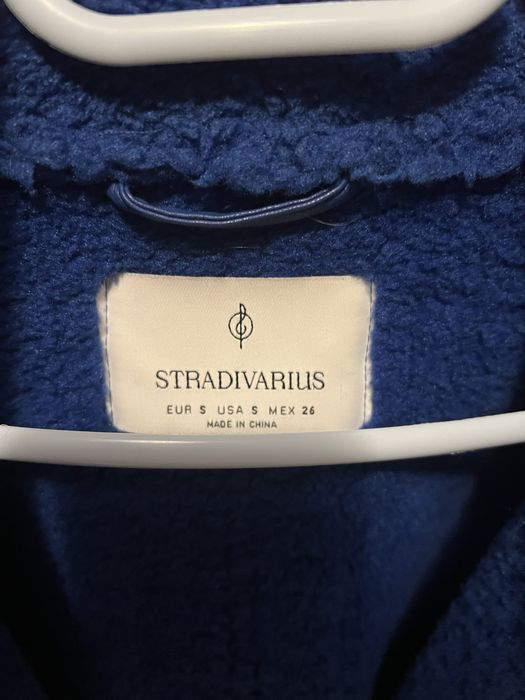 STRADIVARIUS
EUR S USA S MEX 26
MADE IN CHINA